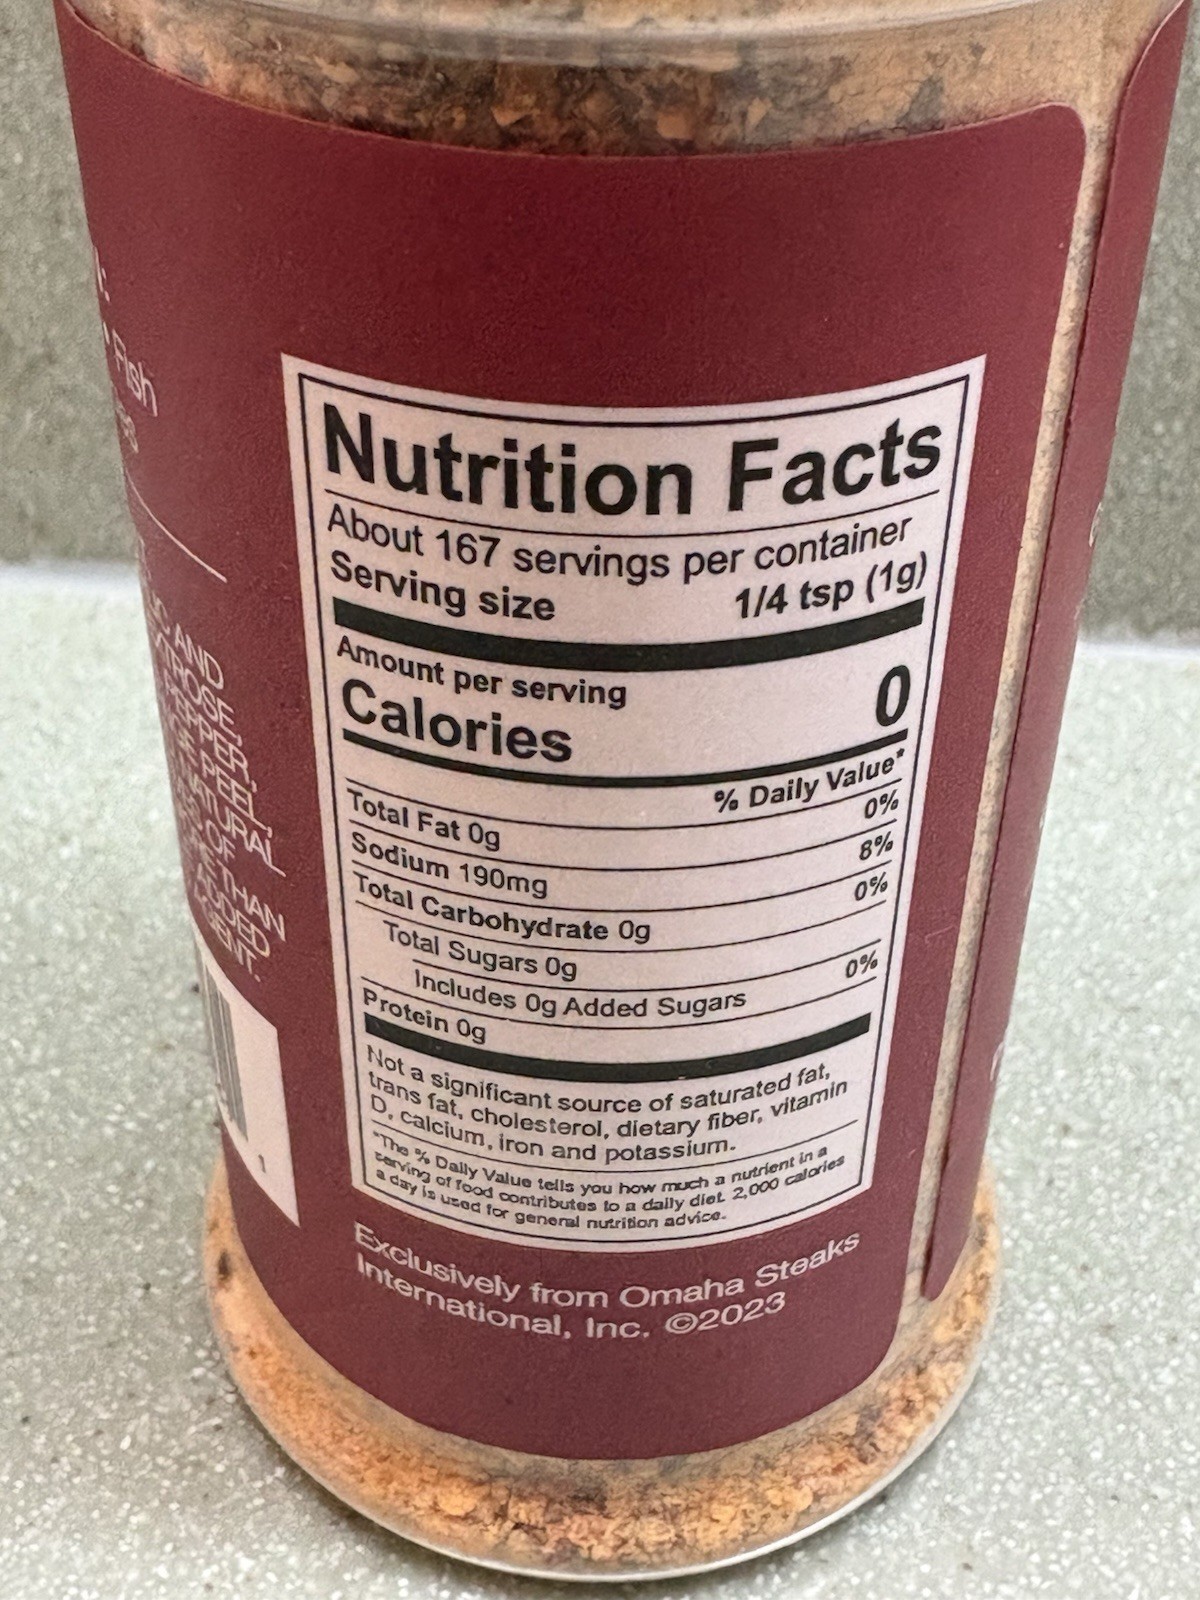 Fish
AND
PEPPER,
PEEL,
NATURAL
OF
THAN
ADDED
1
Nutrition Facts
About 167 servings per container
Serving size 1/4 tsp (1g)
Amount per serving
Calories 0
% Daily Value*
Total Fat 0g 0%
Sodium 190mg 8%
Total Carbohydrate 0g 0%
Total Sugars 0g
Includes 0g Added Sugars 0%
Protein 0g
Not a significant source of saturated fat,
trans fat, cholesterol, dietary fiber, vitamin
D, calcium, iron and potassium.
*The % Daily Value tells you how much a nutrient in a
serving of food contributes to a daily diet. 2,000 calories
a day is used for general nutrition advice.
Exclusively from Omaha Steaks
International, Inc. ©2023